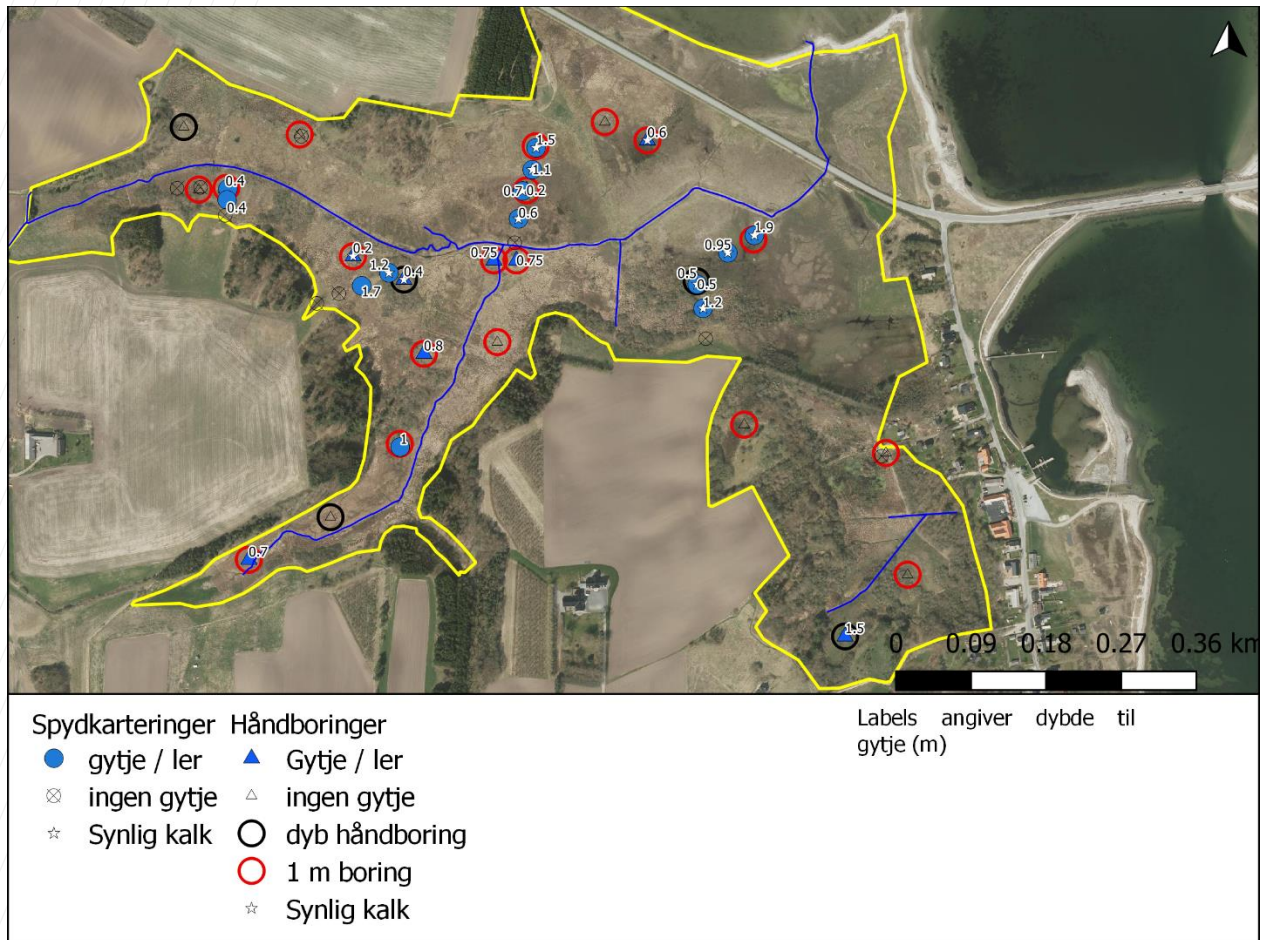 1.5
0.6
1.1
0.4
0.7 0.2
0.4
0.6
1.9
0.2
0.75
0.75
0.95
1.2
0.4
0.5
0.5
1.7
1.2
0.8
1
0.7
1.5
0 0.09 0.18 0.27 0.36 km
Spydkarteringer Håndboringer
gytje / ler Gytje / ler
ingen gytje ingen gytje
Synlig kalk dyb håndboring
1 m boring
Synlig kalk
Labels angiver dybde til
gytje (m)